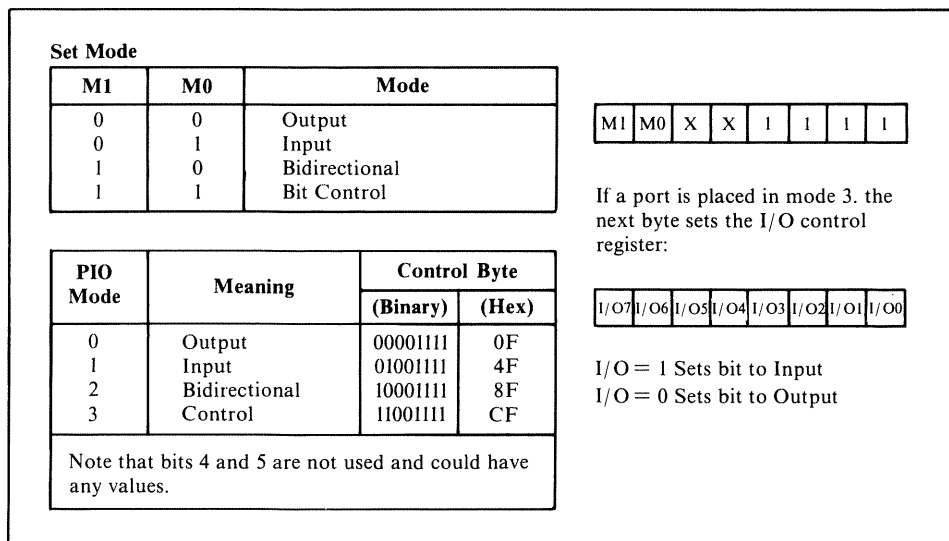 Set Mode
M1 M0 Mode
0 0 Output
0 1 Input
1 0 Bidirectional
1 1 Bit Control
M1 M0 X X 1 1 1 1
If a port is placed in mode 3. the
next byte sets the I/O control
register:
PIO Mode Meaning Control Byte
(Binary) (Hex)
0 Output 00001111 0F
1 Input 01001111 4F
2 Bidirectional 10001111 8F
3 Control 11001111 CF
Note that bits 4 and 5 are not used and could have
any values.
I/O7 I/O6 I/O5 I/O4 I/O3 I/O2 I/O1 I/O0
I/O = 1 Sets bit to Input
I/O = 0 Sets bit to Output